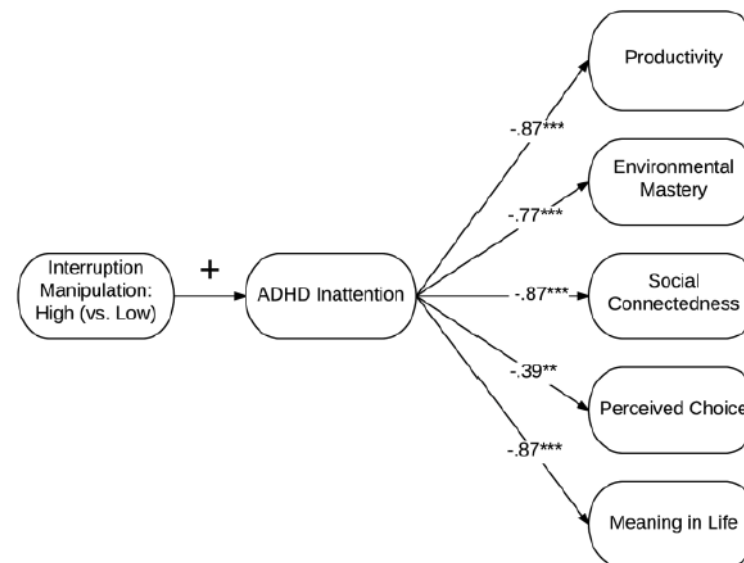 Productivity
-.87***
Environmental
Mastery
-.77***
Interruption
Manipulation:
High (vs. Low)
+
ADHD Inattention
-.87***
Social
Connectedness
-.39**
Perceived Choice
-.87***
Meaning in Life